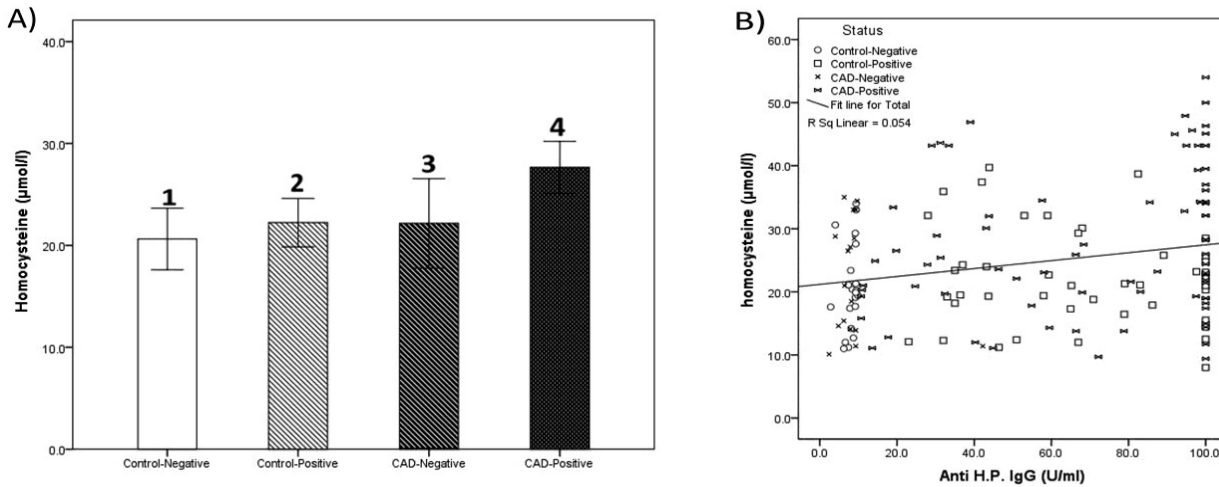 A)
40.0
30.0
20.0
10.0
0.0
Homocysteine (µmol/l)
1
2
3
4
Control-Negative
Control-Positive
CAD-Negative
CAD-Positive
B)
60.0
50.0
40.0
30.0
20.0
10.0
0.0
homocysteine (µmol/l)
Status
Control-Negative
Control-Positive
CAD-Negative
CAD-Positive
Fit line for Total
R Sq Linear = 0.054
0.0 20.0 40.0 60.0 80.0 100.0
Anti H.P. IgG (U/ml)